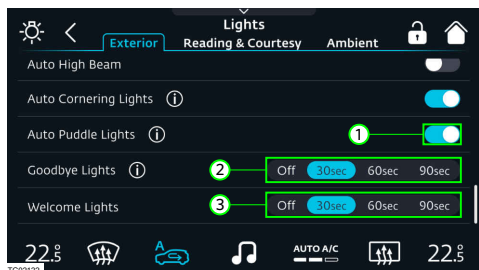 Lights
Exterior Reading & Courtesy Ambient
Auto High Beam
Auto Cornering Lights i
Auto Puddle Lights i 1
Goodbye Lights i 2 Off 30sec 60sec 90sec
Welcome Lights 3 Off 30sec 60sec 90sec
22.5 A AUTO A/C 22.5